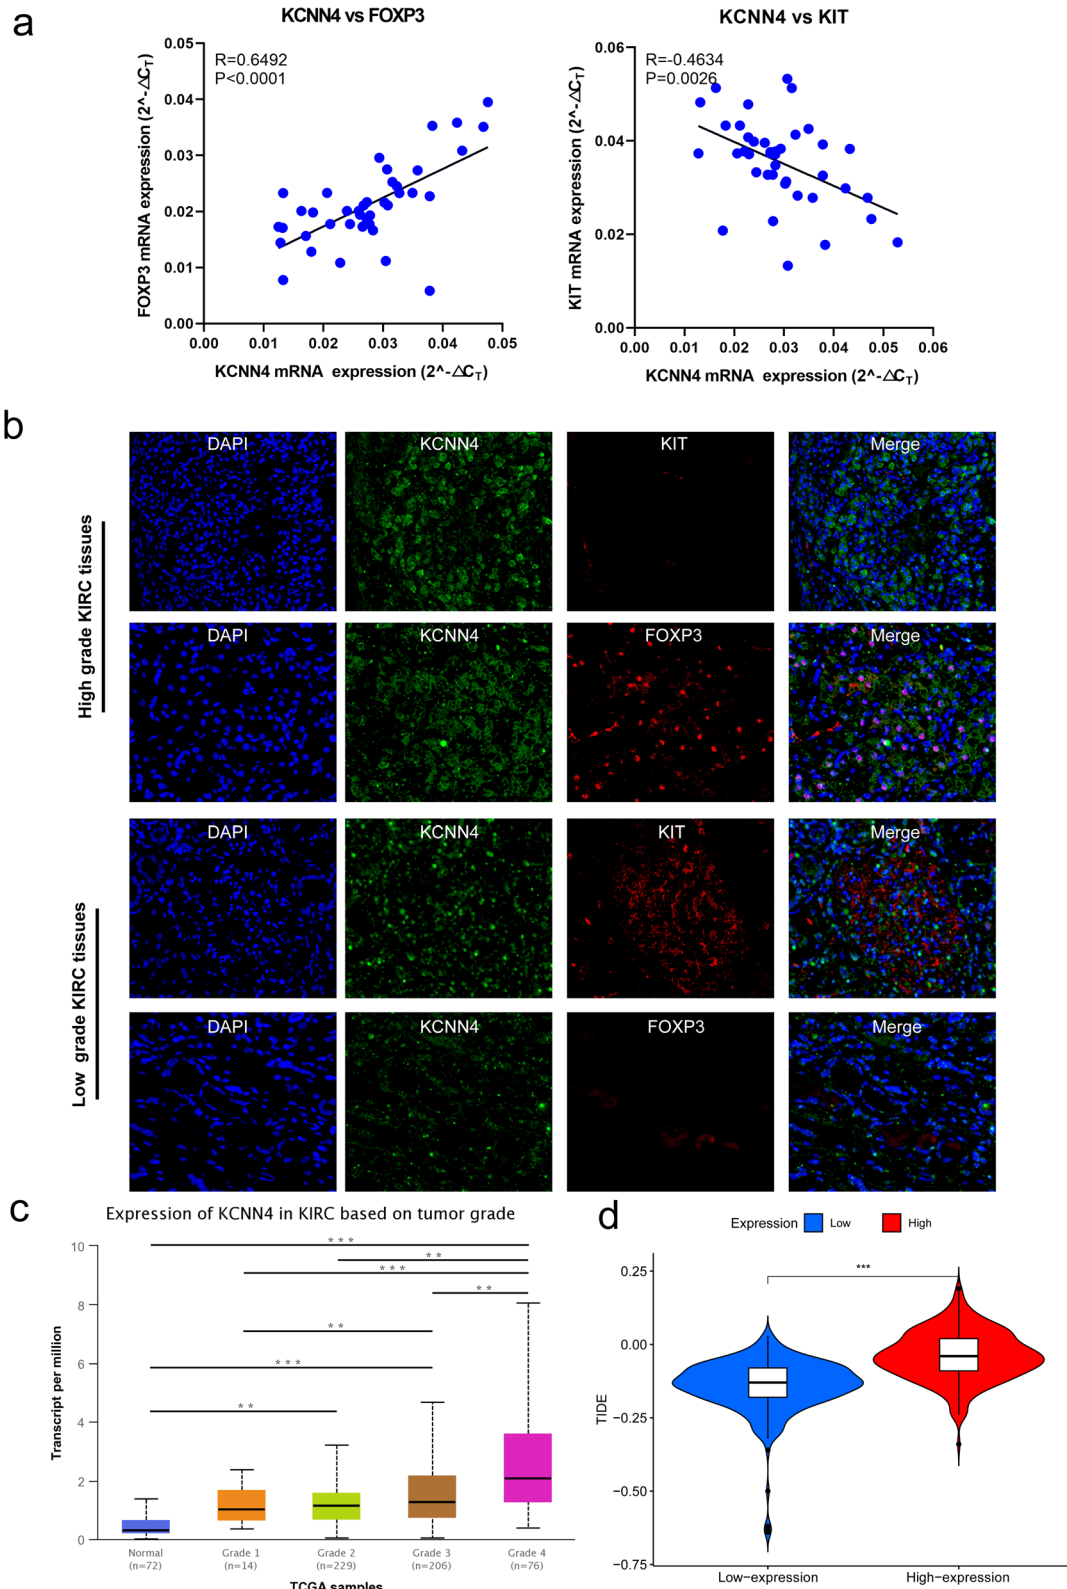 a
KCNN4 vs FOXP3
R=0.6492
P<0.0001
FOXP3 mRNA expression (2^-ΔCT)
0.05
0.04
0.03
0.02
0.01
0.00
0.00 0.01 0.02 0.03 0.04 0.05
KCNN4 mRNA expression (2^-ΔCT)
KCNN4 vs KIT
R=-0.4634
P=0.0026
KIT mRNA expression (2^-ΔCT)
0.06
0.04
0.02
0.00
0.00 0.01 0.02 0.03 0.04 0.05 0.06
KCNN4 mRNA expression (2^-ΔCT)
b
High grade KIRC tissues
DAPI KCNN4 KIT Merge
DAPI KCNN4 FOXP3 Merge
Low grade KIRC tissues
DAPI KCNN4 KIT Merge
DAPI KCNN4 FOXP3 Merge
c
Expression of KCNN4 in KIRC based on tumor grade
Transcript per million
10
8
6
4
2
0
***
**
***
**
**
***
**
Normal Grade 1 Grade 2 Grade 3 Grade 4
(n=72) (n=14) (n=229) (n=206) (n=76)
TCGA samples
d
Expression Low High
***
TIDE
0.25
0.00
−0.25
−0.50
−0.75
Low−expression High−expression